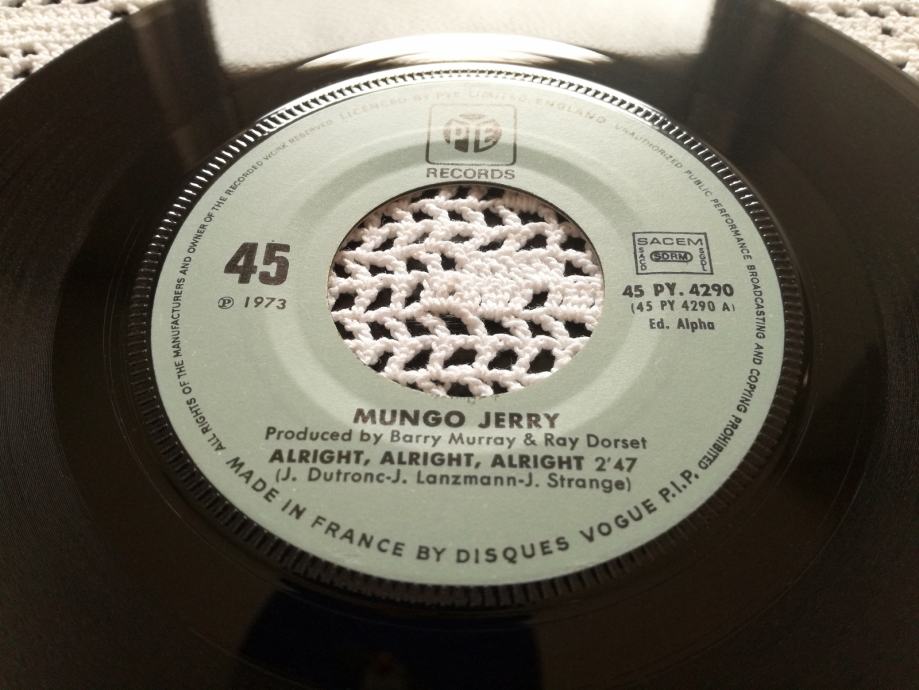 ALL RIGHTS OF THE MANUFACTURERS AND OWNER OF THE RECORDED WORK RESERVED LICENCED BY PYE LIMITED ENGLAND UNAUTHORIZED PUBLIC PERFORMANCE BROADCASTING AND COPYING PROHIBITED
PYE
RECORDS
45
℗ 1973
SACEM
SACD SDRM SGDL
45 PY. 4290
(45 PY 4290 A)
Ed. Alpha
MUNGO JERRY
Produced by Barry Murray & Ray Dorset
ALRIGHT, ALRIGHT, ALRIGHT 2'47
(J. Dutronc-J. Lanzmann-J. Strange)
MADE IN FRANCE BY DISQUES VOGUE P.I.P.